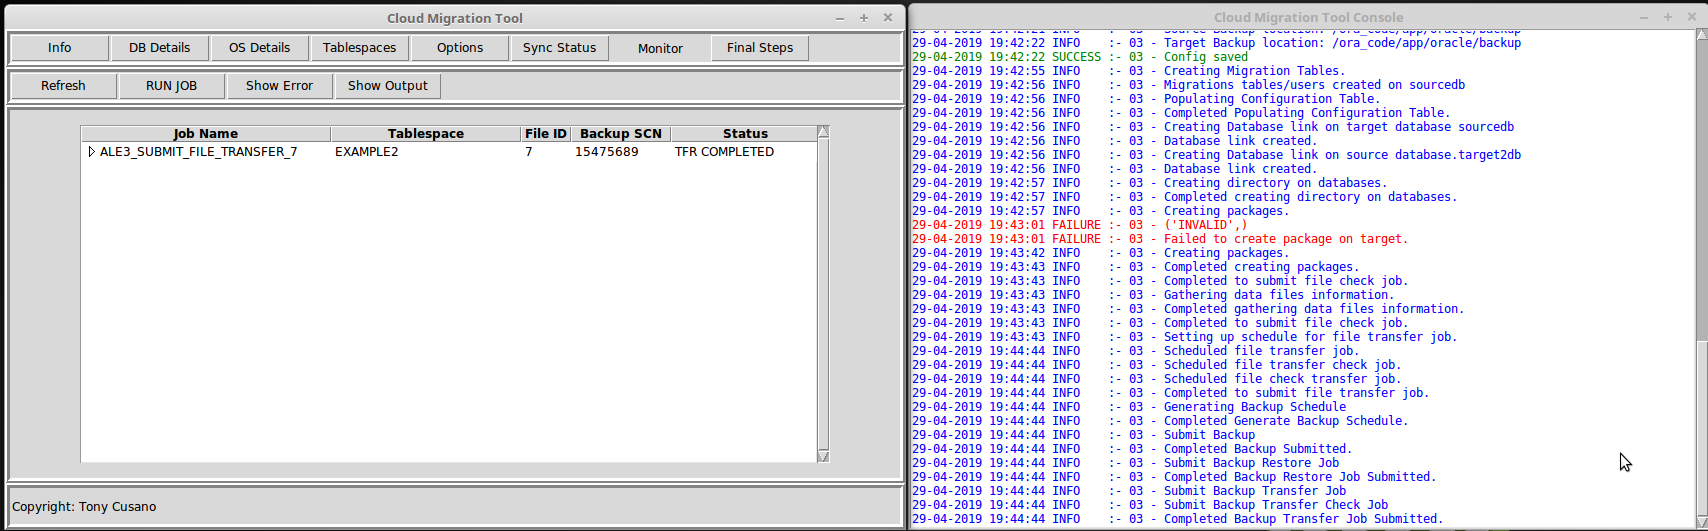 Cloud Migration Tool
Info DB Details OS Details Tablespaces Options Sync Status Monitor Final Steps
Refresh RUN JOB Show Error Show Output
Job Name Tablespace File ID Backup SCN Status
ALE3_SUBMIT_FILE_TRANSFER_7 EXAMPLE2 7 15475689 TFR COMPLETED
Copyright: Tony Cusano
Cloud Migration Tool Console
29-04-2019 19:42:21 INFO :- 03 - Source Backup location: /ora_code/app/oracle/backup
29-04-2019 19:42:22 INFO :- 03 - Target Backup location: /ora_code/app/oracle/backup
29-04-2019 19:42:22 SUCCESS :- 03 - Config saved
29-04-2019 19:42:55 INFO :- 03 - Creating Migration Tables.
29-04-2019 19:42:56 INFO :- 03 - Migrations tables/users created on sourcedb
29-04-2019 19:42:56 INFO :- 03 - Populating Configuration Table.
29-04-2019 19:42:56 INFO :- 03 - Completed Populating Configuration Table.
29-04-2019 19:42:56 INFO :- 03 - Creating Database link on target database sourcedb
29-04-2019 19:42:56 INFO :- 03 - Database link created.
29-04-2019 19:42:56 INFO :- 03 - Creating Database link on source database.target2db
29-04-2019 19:42:56 INFO :- 03 - Database link created.
29-04-2019 19:42:57 INFO :- 03 - Creating directory on databases.
29-04-2019 19:42:57 INFO :- 03 - Completed creating directory on databases.
29-04-2019 19:42:57 INFO :- 03 - Creating packages.
29-04-2019 19:43:01 FAILURE :- 03 - ('INVALID',)
29-04-2019 19:43:01 FAILURE :- 03 - Failed to create package on target.
29-04-2019 19:43:42 INFO :- 03 - Creating packages.
29-04-2019 19:43:43 INFO :- 03 - Completed creating packages.
29-04-2019 19:43:43 INFO :- 03 - Completed to submit file check job.
29-04-2019 19:43:43 INFO :- 03 - Gathering data files information.
29-04-2019 19:43:43 INFO :- 03 - Completed gathering data files information.
29-04-2019 19:43:43 INFO :- 03 - Completed to submit file check job.
29-04-2019 19:43:43 INFO :- 03 - Setting up schedule for file transfer job.
29-04-2019 19:44:44 INFO :- 03 - Scheduled file transfer job.
29-04-2019 19:44:44 INFO :- 03 - Scheduled file transfer check job.
29-04-2019 19:44:44 INFO :- 03 - Scheduled file check transfer job.
29-04-2019 19:44:44 INFO :- 03 - Completed to submit file transfer job.
29-04-2019 19:44:44 INFO :- 03 - Generating Backup Schedule
29-04-2019 19:44:44 INFO :- 03 - Completed Generate Backup Schedule.
29-04-2019 19:44:44 INFO :- 03 - Submit Backup
29-04-2019 19:44:44 INFO :- 03 - Completed Backup Submitted.
29-04-2019 19:44:44 INFO :- 03 - Submit Backup Restore Job
29-04-2019 19:44:44 INFO :- 03 - Completed Backup Restore Job Submitted.
29-04-2019 19:44:44 INFO :- 03 - Submit Backup Transfer Job
29-04-2019 19:44:44 INFO :- 03 - Submit Backup Transfer Check Job
29-04-2019 19:44:44 INFO :- 03 - Completed Backup Transfer Job Submitted.